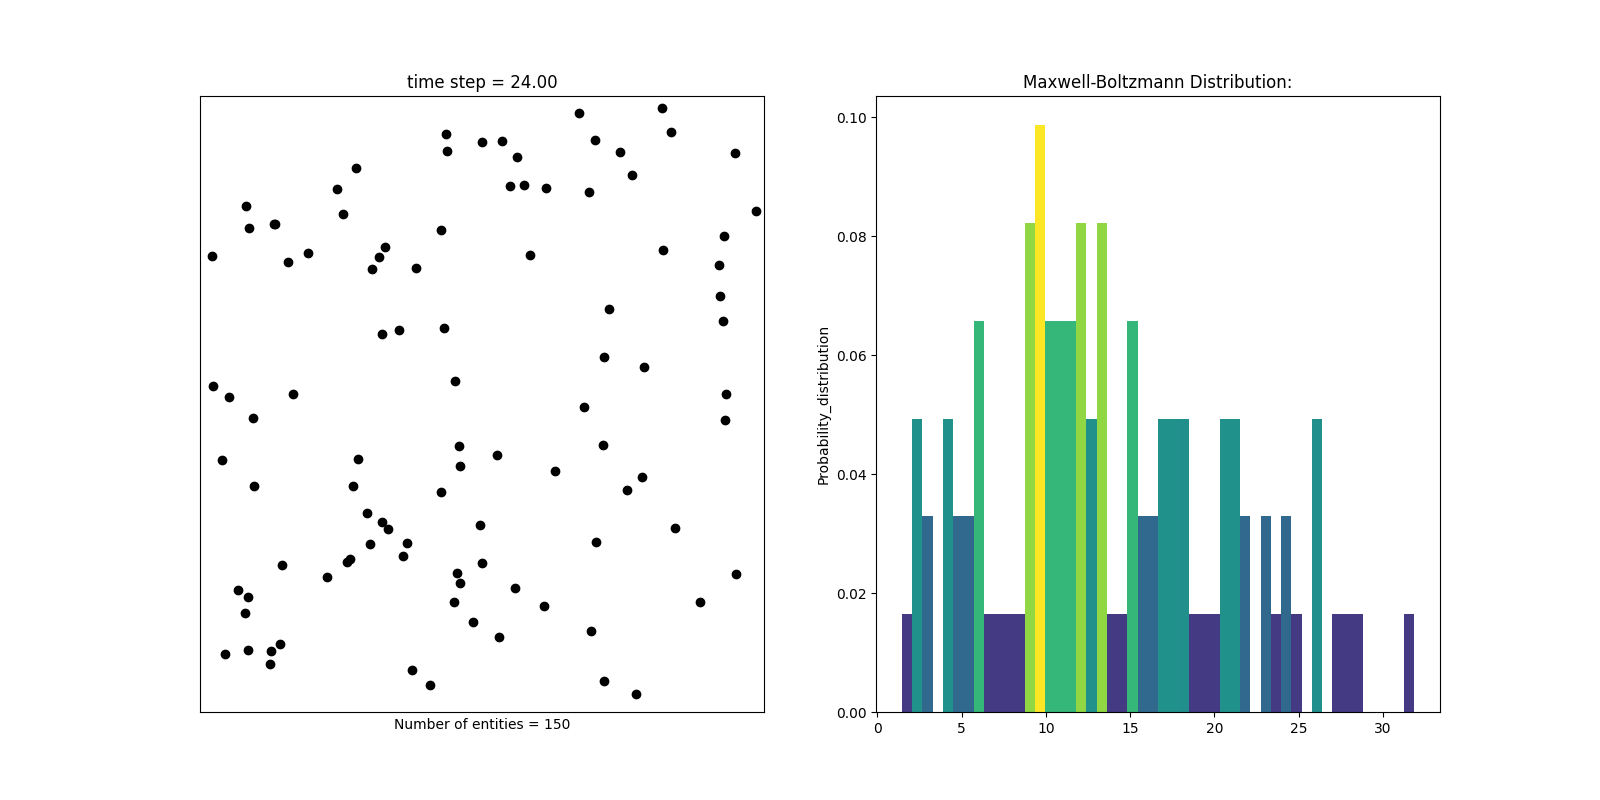 time step = 24.00
Number of entities = 150
Maxwell-Boltzmann Distribution:
Probability_distribution
0.10
0.08
0.06
0.04
0.02
0.00
0 5 10 15 20 25 30